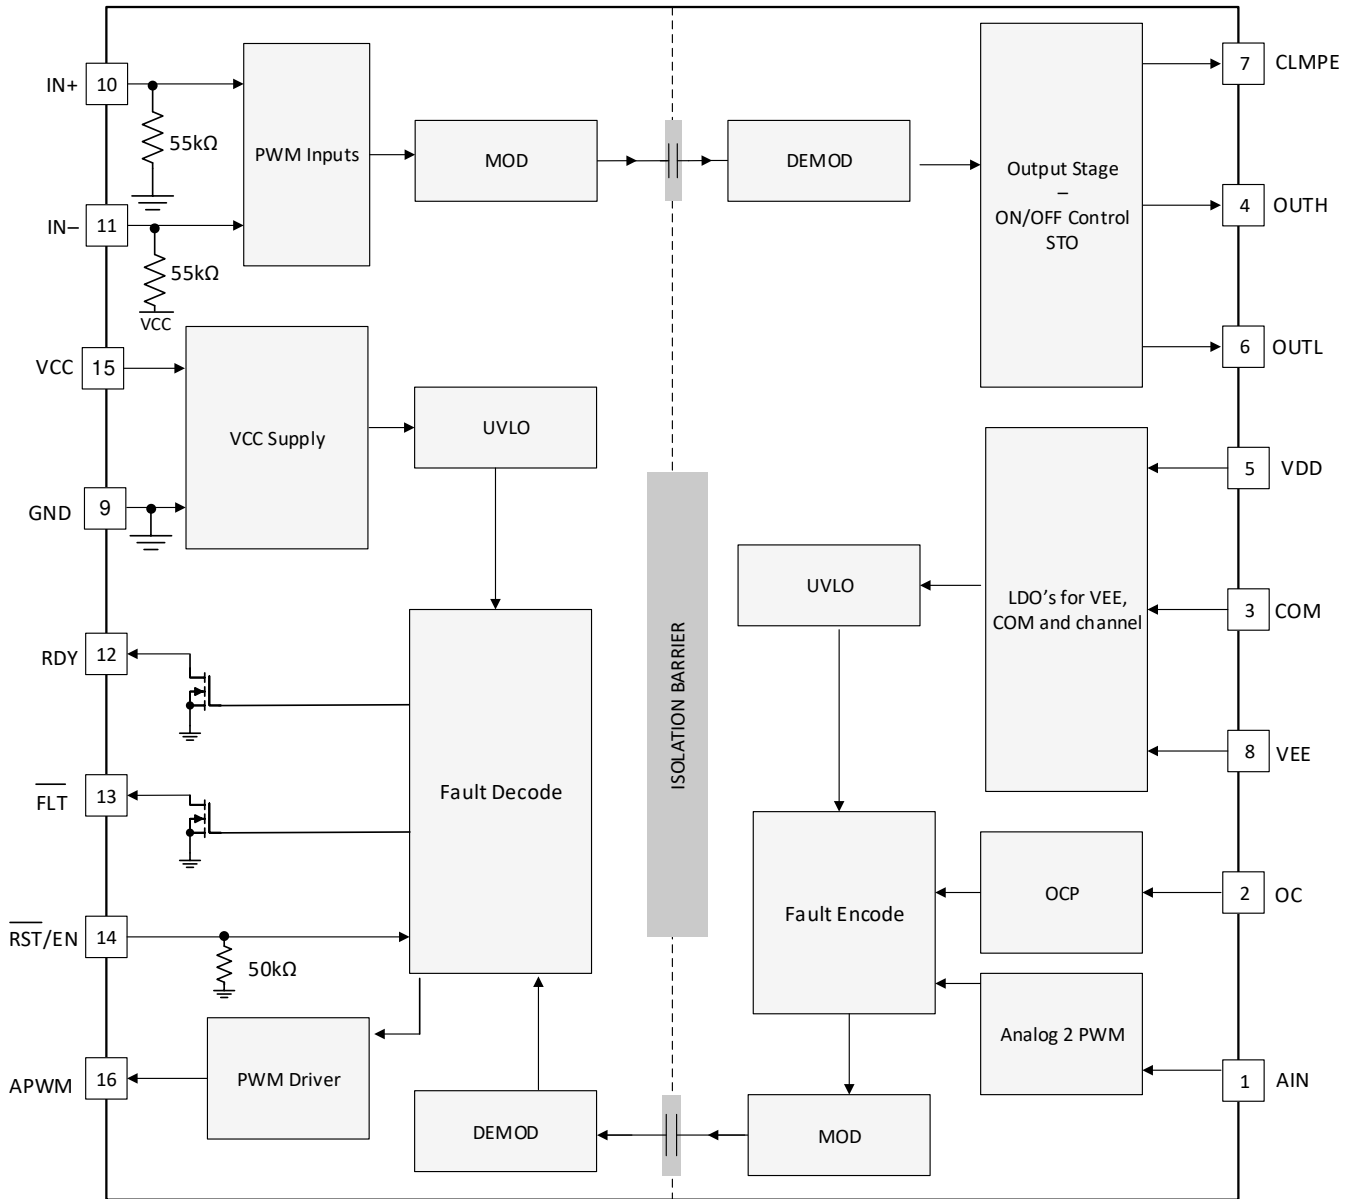 IN+
10
55kΩ
IN−
11
55kΩ
VCC
PWM Inputs
MOD
DEMOD
Output Stage
–
ON/OFF Control
STO
7
CLMPE
4
OUTH
6
OUTL
VCC
15
GND
9
VCC Supply
UVLO
5
VDD
3
COM
8
VEE
LDO's for VEE,
COM and channel
UVLO
ISOLATION BARRIER
RDY
12
FLT
13
RST/EN
14
50kΩ
Fault Decode
Fault Encode
OCP
2
OC
Analog 2 PWM
1
AIN
APWM
16
PWM Driver
DEMOD
MOD